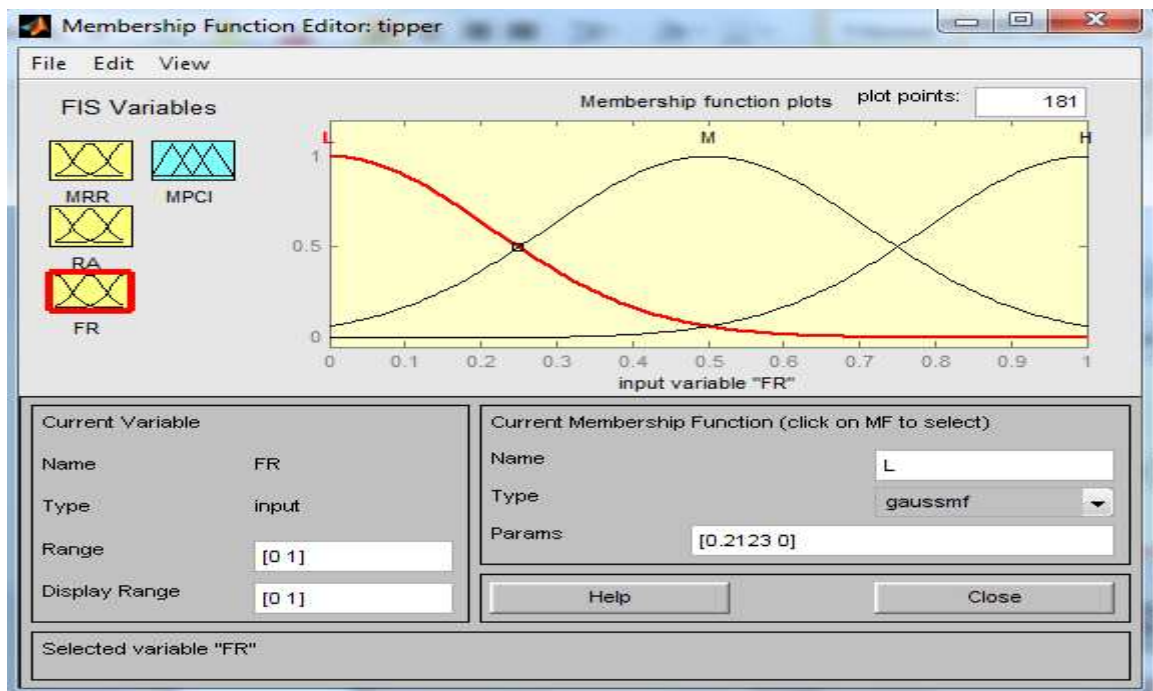 Membership Function Editor: tipper
File Edit View
FIS Variables
MRR MPCI
RA
FR
Membership function plots plot points: 181
L M H
1
0.5
0
0 0.1 0.2 0.3 0.4 0.5 0.6 0.7 0.8 0.9 1
input variable "FR"
Current Variable
Name FR
Type input
Range [0 1]
Display Range [0 1]
Current Membership Function (click on MF to select)
Name L
Type gaussmf
Params [0.2123 0]
Help Close
Selected variable "FR"